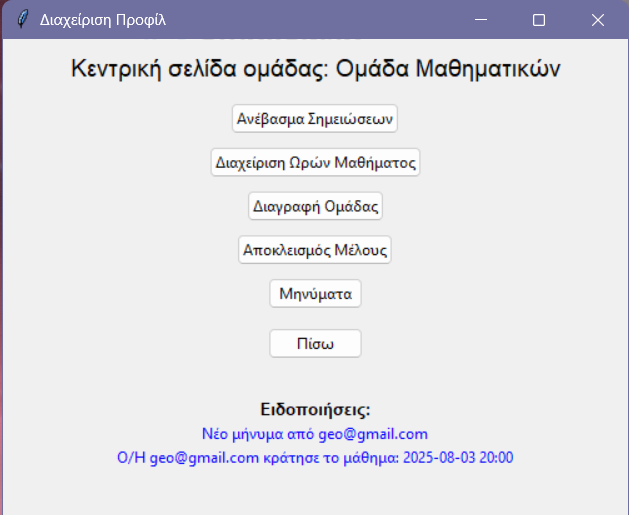 Διαχείριση Προφίλ
Κεντρική σελίδα ομάδας: Ομάδα Μαθηματικών
Ανέβασμα Σημειώσεων
Διαχείριση Ωρών Μαθήματος
Διαγραφή Ομάδας
Αποκλεισμός Μέλους
Μηνύματα
Πίσω
Ειδοποιήσεις:
Νέο μήνυμα από geo@gmail.com
Ο/Η geo@gmail.com κράτησε το μάθημα: 2025-08-03 20:00